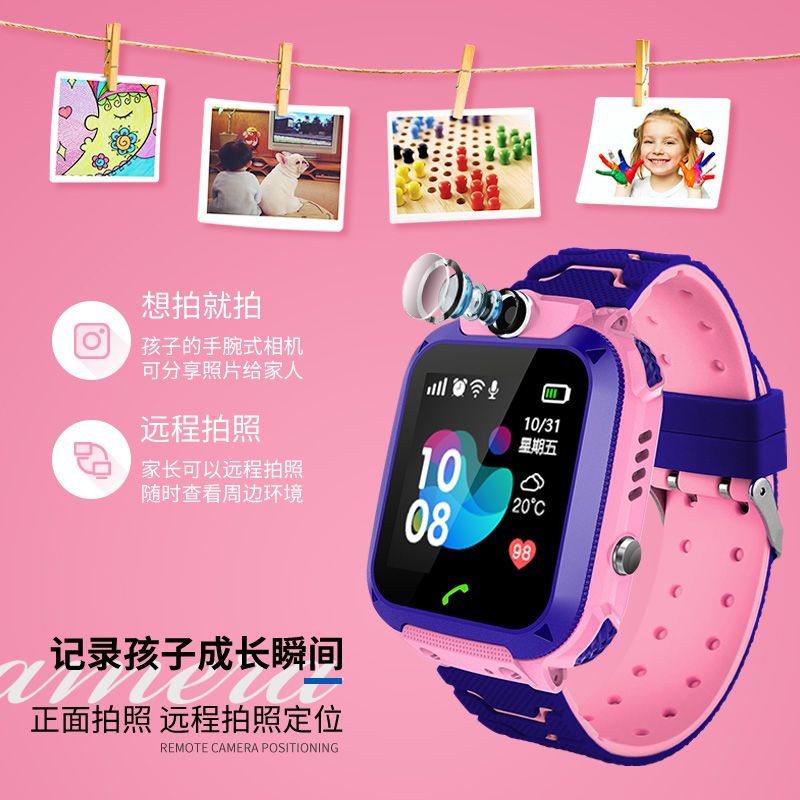 想拍就拍
孩子的手腕式相机
可分享照片给家人
远程拍照
家长可以远程拍照
随时查看周边环境
10/31
星期五
10
08
20°C
98
记录孩子成长瞬间
amera
正面拍照 远程拍照定位
REMOTE CAMERA POSITIONING